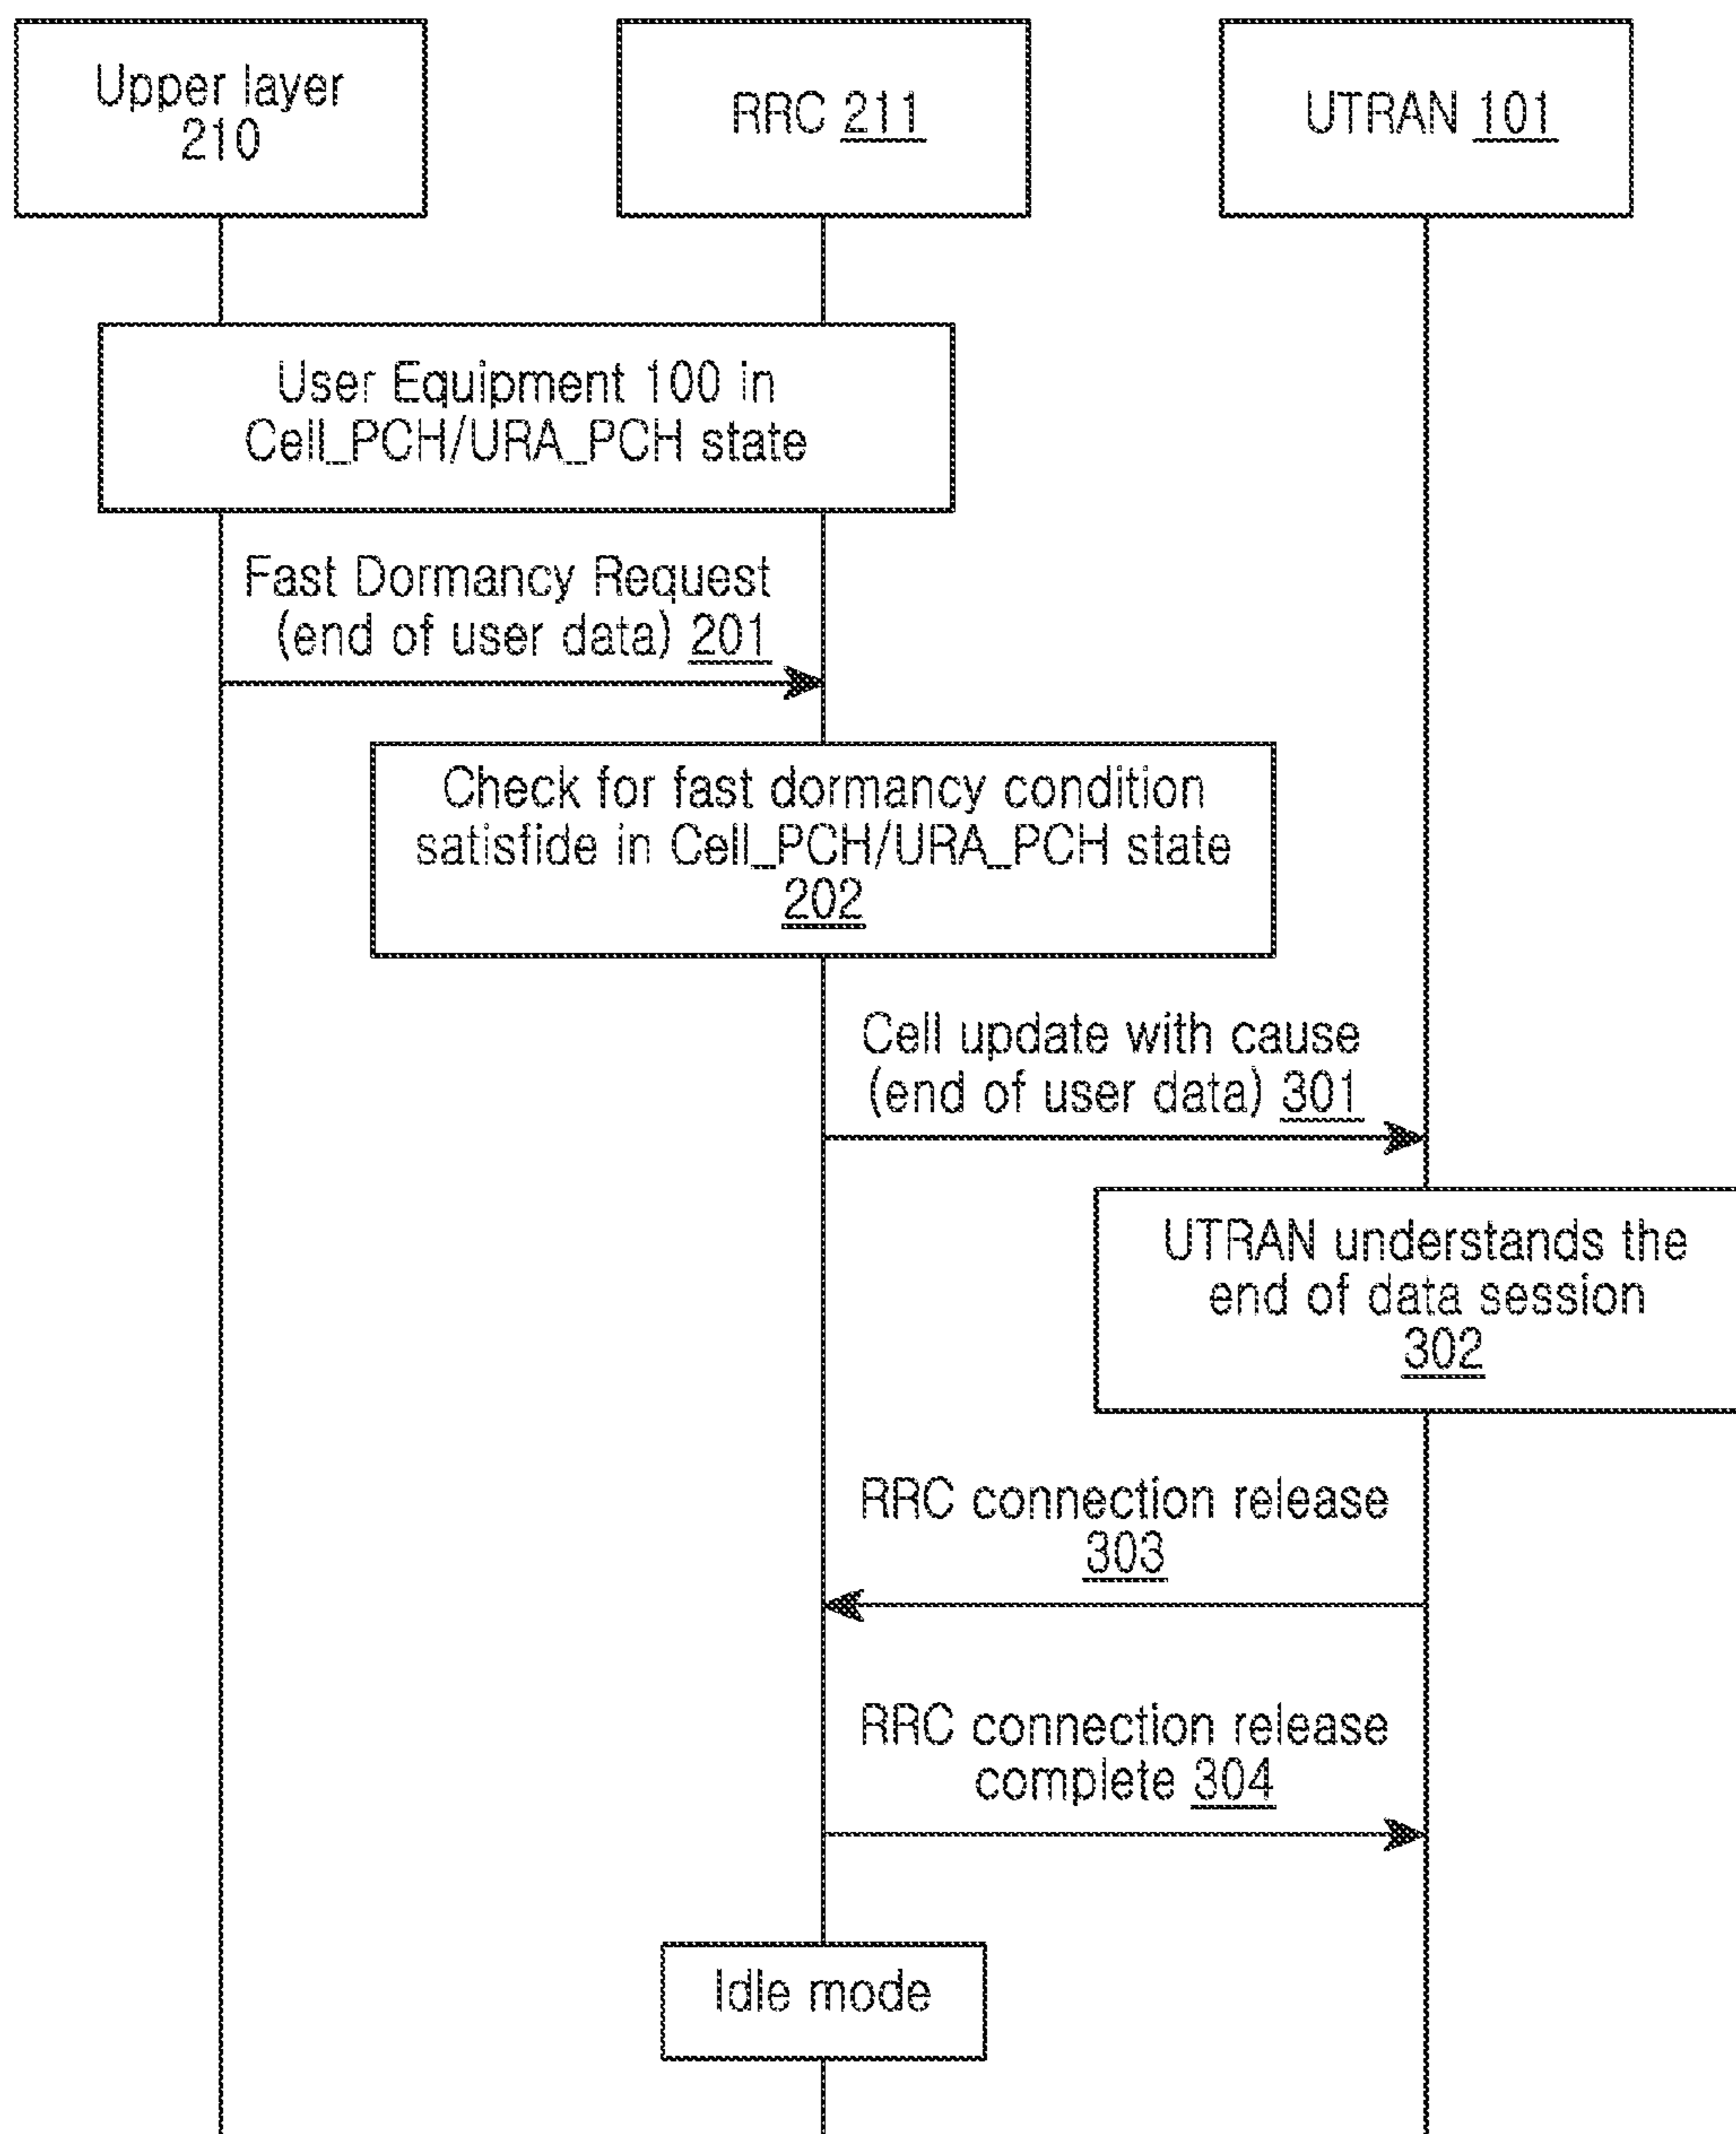 Upper layer
210
RRC 211
UTRAN 101
User Equipment 100 in
Cell_PCH/URA_PCH state
Fast Dormancy Request
(end of user data) 201
Check for fast dormancy condition
satisfide in Cell_PCH/URA_PCH state
202
Cell update with cause
(end of user data) 301
UTRAN understands the
end of data session
302
RRC connection release
303
RRC connection release
complete 304
Idle mode